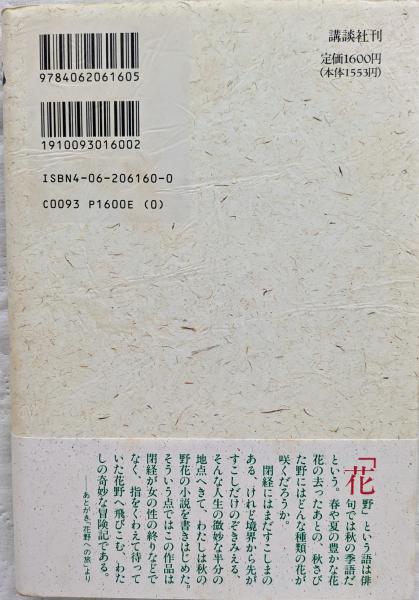 9784062061605
1910093016002
ISBN4-06-206160-0
C0093 P1600E (0)
講談社刊
定価1600円
(本体1553円)
「花野」という語は俳
句では秋の季語だ
という。春や夏の豊かな花
花の去ったあとの、秋さび
た野にはどんな種類の花が
咲くだろうか。
閉経にはまだすこしまの
ある、けれど境界から先が
すこしだけのぞきみえる、
そんな人生の微妙な半分の
地点へきて、わたしは秋の
野花の小説を書きはじめた。
そういう点ではこの作品は
閉経が女の性の終りなどで
なく、指をくわえて待って
いた花野へ飛びこむ、わた
しの奇妙な冒険記である。
——あとがき「花野への旅」より